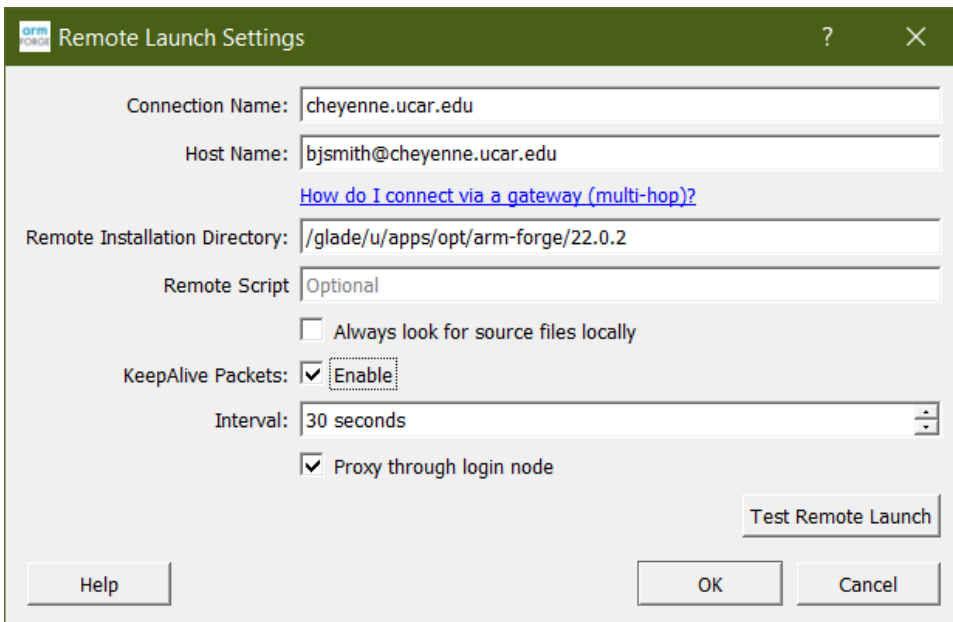 arm
FORGE
Remote Launch Settings ? ×
Connection Name: cheyenne.ucar.edu
Host Name: bjsmith@cheyenne.ucar.edu
How do I connect via a gateway (multi-hop)?
Remote Installation Directory: /glade/u/apps/opt/arm-forge/22.0.2
Remote Script Optional
Always look for source files locally
KeepAlive Packets: Enable
Interval: 30 seconds
Proxy through login node
Test Remote Launch
Help OK Cancel